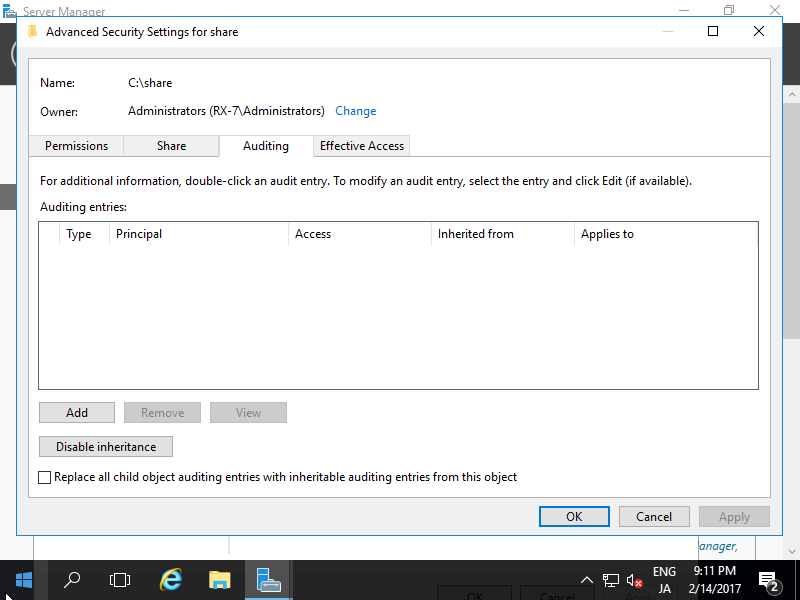 Server Manager
Advanced Security Settings for share
Name: C:\share
Owner: Administrators (RX-7\Administrators) Change
Permissions Share Auditing Effective Access
For additional information, double-click an audit entry. To modify an audit entry, select the entry and click Edit (if available).
Auditing entries:
Type Principal Access Inherited from Applies to
Add Remove View
Disable inheritance
Replace all child object auditing entries with inheritable auditing entries from this object
OK Cancel Apply
anager,
ENG 9:11 PM
JA 2/14/2017 2
OK Cancel Apply